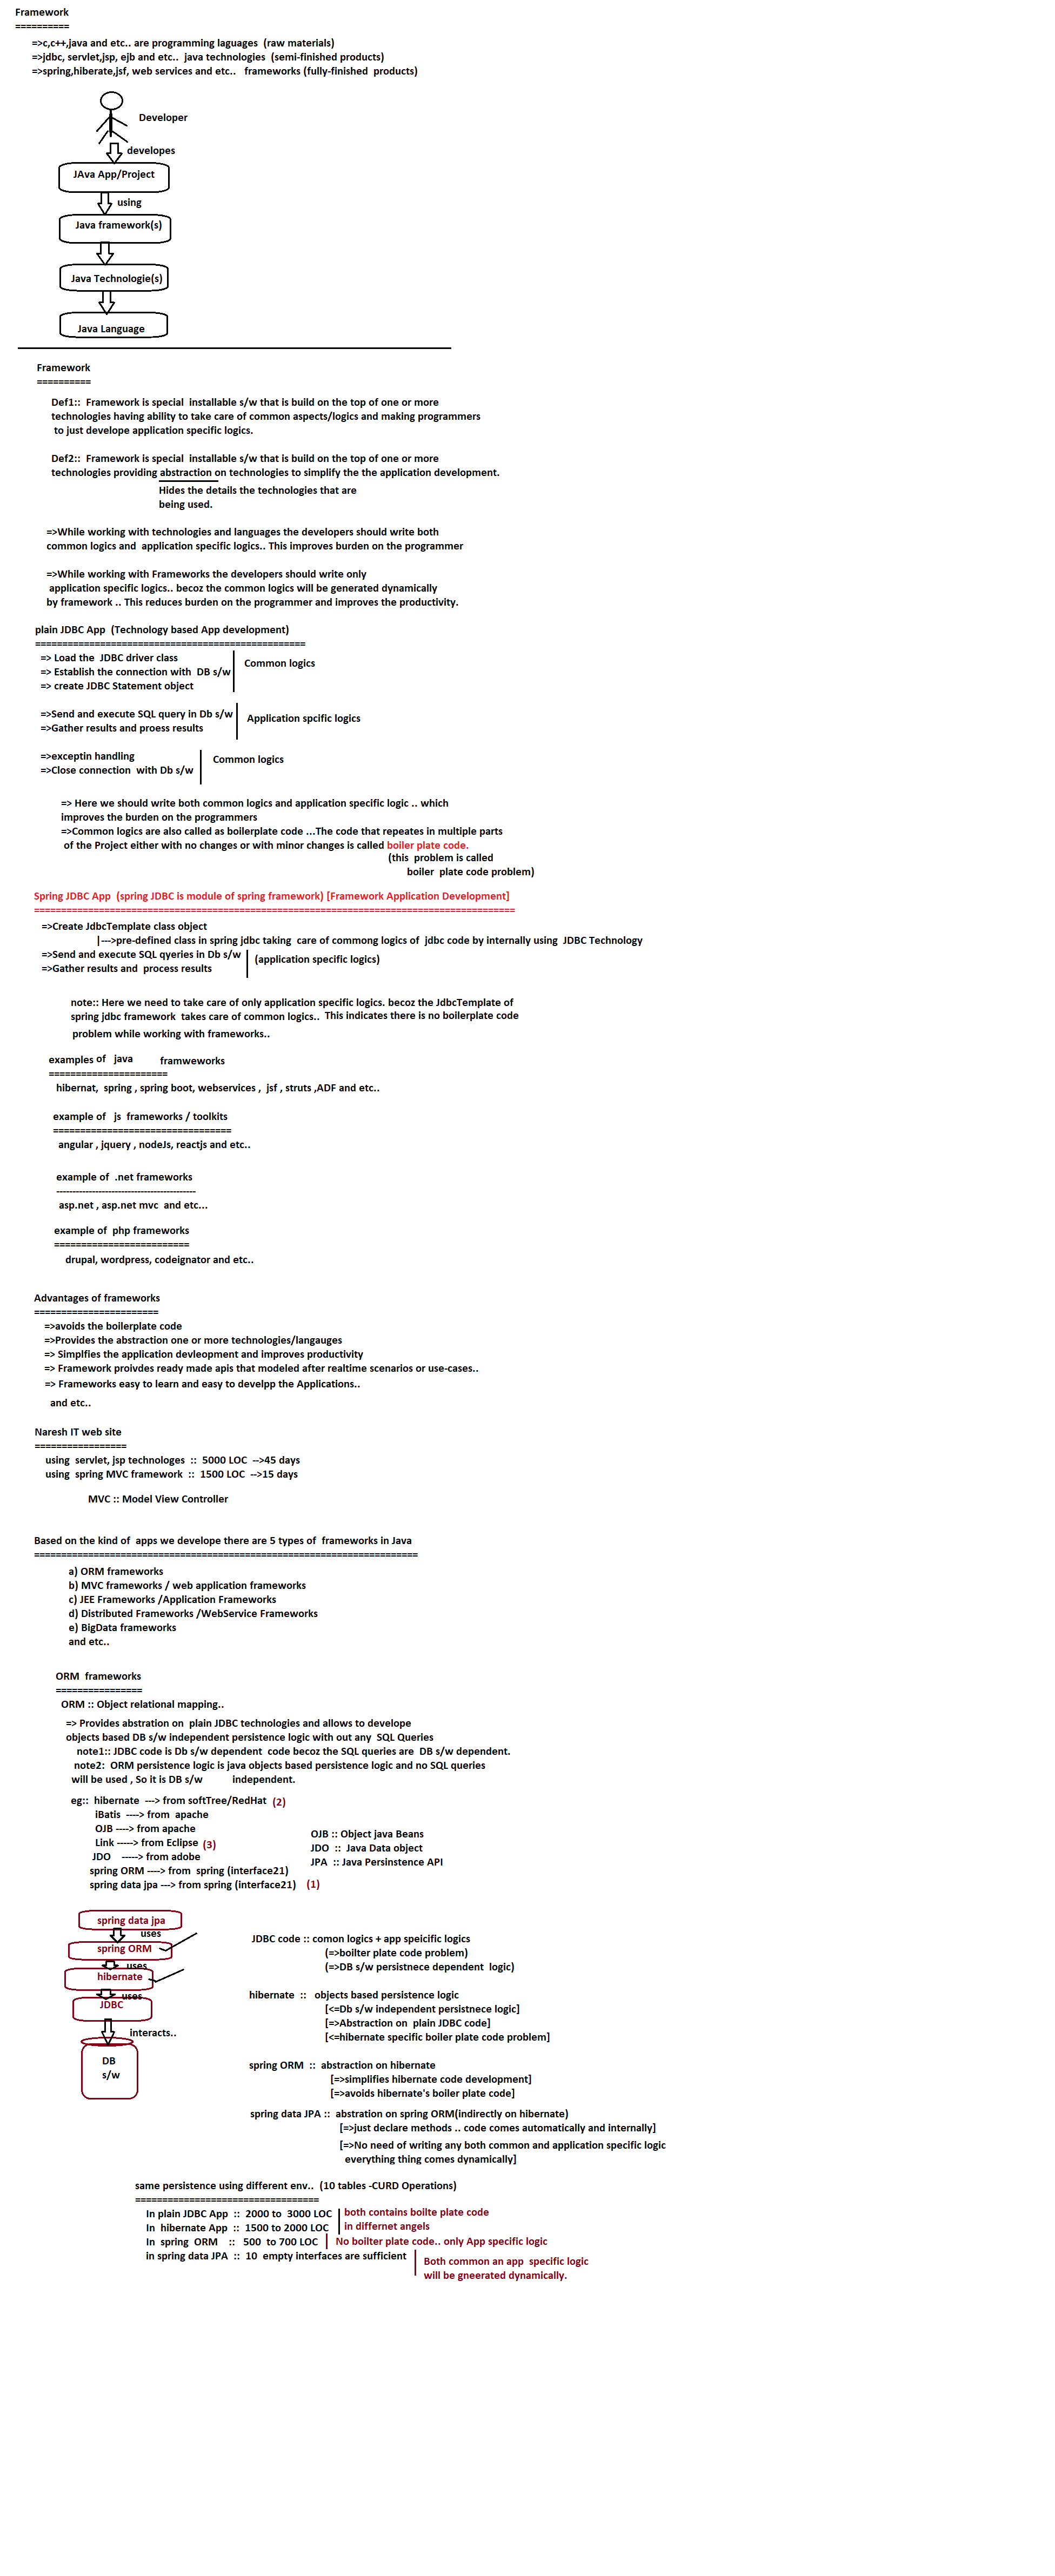 Framework
==========
=>c,c++,java and etc.. are programming laguages  (raw materials)
=>jdbc, servlet,jsp, ejb and etc..  java technologies  (semi-finished products)
=>spring,hiberate,jsf, web services and etc..   frameworks (fully-finished  products)
Developer
developes
JAva App/Project
using
Java framework(s)
Java Technologie(s)
Java Language
Framework
==========
Def1::  Framework is special  installable s/w that is build on the top of one or more
technologies having ability to take care of common aspects/logics and making programmers
to just develope application specific logics.
Def2::  Framework is special  installable s/w that is build on the top of one or more
technologies providing abstraction on technologies to simplify the the application development.
Hides the details the technologies that are
being used.
=>While working with technologies and languages the developers should write both
common logics and  application specific logics.. This improves burden on the programmer
=>While working with Frameworks the developers should write only
application specific logics.. becoz the common logics will be generated dynamically
by framework .. This reduces burden on the programmer and improves the productivity.
plain JDBC App  (Technology based App development)
==================================================
=> Load the  JDBC driver class
=> Establish the connection with  DB s/w
=> create JDBC Statement object
Common logics
=>Send and execute SQL query in Db s/w
=>Gather results and proess results
Application spcific logics
=>exceptin handling
=>Close connection  with Db s/w
Common logics
=> Here we should write both common logics and application specific logic .. which
improves the burden on the programmers
=>Common logics are also called as boilerplate code ...The code that repeates in multiple parts
of the Project either with no changes or with minor changes is called boiler plate code.
(this  problem is called
boiler  plate code problem)
Spring JDBC App  (spring JDBC is module of spring framework) [Framework Application Development]
=========================================================================================
=>Create JdbcTemplate class object
|--->pre-defined class in spring jdbc taking  care of commong logics of  jdbc code by internally using  JDBC Technology
=>Send and execute SQL qyeries in Db s/w
=>Gather results and  process results
(application specific logics)
note:: Here we need to take care of only application specific logics. becoz the JdbcTemplate of
spring jdbc framework  takes care of common logics..  This indicates there is no boilerplate code
problem while working with frameworks..
examples of   java          framweworks
======================
hibernat,  spring , spring boot, webservices ,  jsf , struts ,ADF and etc..
example of   js  frameworks / toolkits
=================================
angular , jquery , nodeJs, reactjs and etc..
example of  .net frameworks
-------------------------------------------
asp.net , asp.net mvc  and etc...
example of  php frameworks
=========================
drupal, wordpress, codeignator and etc..
Advantages of frameworks
=======================
=>avoids the boilerplate code
=>Provides the abstraction one or more technologies/langauges
=> Simplfies the application devleopment and improves productivity
=> Framework proivdes ready made apis that modeled after realtime scenarios or use-cases..
=> Frameworks easy to learn and easy to develpp the Applications..
and etc..
Naresh IT web site
=================
using  servlet, jsp technologes  ::  5000 LOC  -->45 days
using  spring MVC framework  ::  1500 LOC  -->15 days
MVC :: Model View Controller
Based on the kind of  apps we develope there are 5 types of  frameworks in Java
=======================================================================
a) ORM frameworks
b) MVC frameworks / web application frameworks
c) JEE Frameworks /Application Frameworks
d) Distributed Frameworks /WebService Frameworks
e) BigData frameworks
and etc..
ORM  frameworks
================
ORM :: Object relational mapping..
=> Provides abstration on  plain JDBC technologies and allows to develope
objects based DB s/w independent persistence logic with out any  SQL Queries
note1:: JDBC code is Db s/w dependent  code becoz the SQL queries are  DB s/w dependent.
note2:  ORM persistence logic is java objects based persistence logic and no SQL queries
will be used , So it is DB s/w           independent.
eg::  hibernate  ---> from softTree/RedHat  (2)
iBatis  ----> from  apache
OJB ----> from apache
Link -----> from Eclipse (3)
JDO    -----> from adobe
spring ORM ----> from  spring (interface21)
spring data jpa ---> from spring (interface21)    (1)
OJB :: Object java Beans
JDO  ::  Java Data object
JPA  :: Java Persinstence API
spring data jpa
uses
spring ORM
uses
hibernate
uses
JDBC
interacts..
DB
s/w
JDBC code :: comon logics + app speicific logics
(=>boilter plate code problem)
(=>DB s/w persistnece dependent  logic)
hibernate  ::   objects based persistence logic
[<=Db s/w independent persistnece logic]
[=>Abstraction on  plain JDBC code]
[<=hibernate specific boiler plate code problem]
spring ORM  ::  abstraction on hibernate
[=>simplifies hibernate code development]
[=>avoids hibernate's boiler plate code]
spring data JPA ::  abstration on spring ORM(indirectly on hibernate)
[=>just declare methods .. code comes automatically and internally]
[=>No need of writing any both common and application specific logic
everything thing comes dynamically]
same persistence using different env..  (10 tables -CURD Operations)
==================================
In plain JDBC App  ::  2000 to  3000 LOC
In  hibernate App  ::  1500 to 2000 LOC
both contains boilte plate code
in differnet angels
In  spring  ORM    ::   500  to 700 LOC
No boilter plate code.. only App specific logic
in spring data JPA  ::  10  empty interfaces are sufficient
Both common an app  specific logic
will be gneerated dynamically.